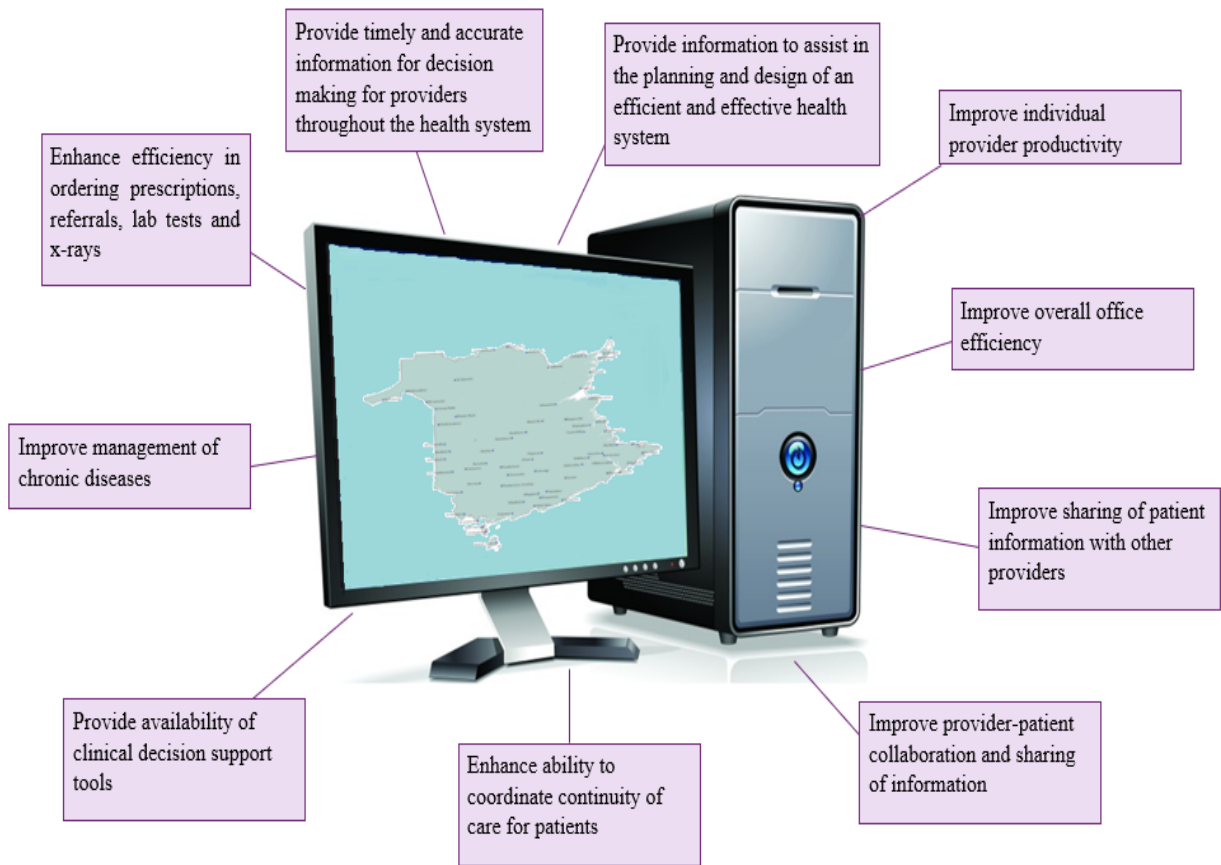 Provide timely and accurate
information for decision
making for providers
throughout the health system
Provide information to assist in
the planning and design of an
efficient and effective health
system
Improve individual
provider productivity
Enhance efficiency in
ordering prescriptions,
referrals, lab tests and
x-rays
Improve overall office
efficiency
Improve management of
chronic diseases
Improve sharing of patient
information with other
providers
Provide availability of
clinical decision support
tools
Enhance ability to
coordinate continuity of
care for patients
Improve provider-patient
collaboration and sharing
of information